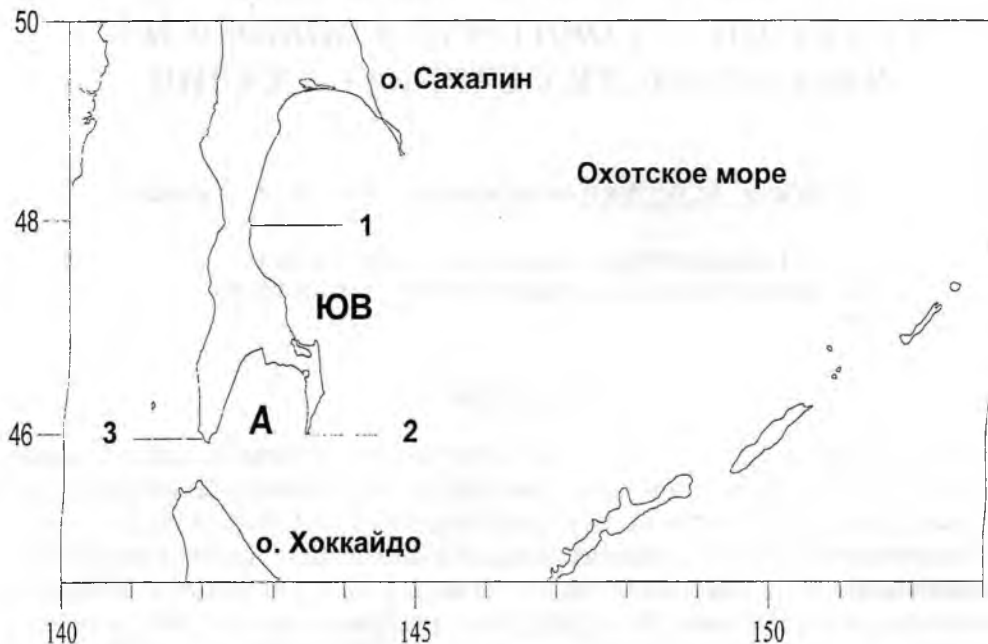 50
о. Сахалин
Охотское море
48
1
ЮВ
А
46
3
2
о. Хоккайдо
140
145
150